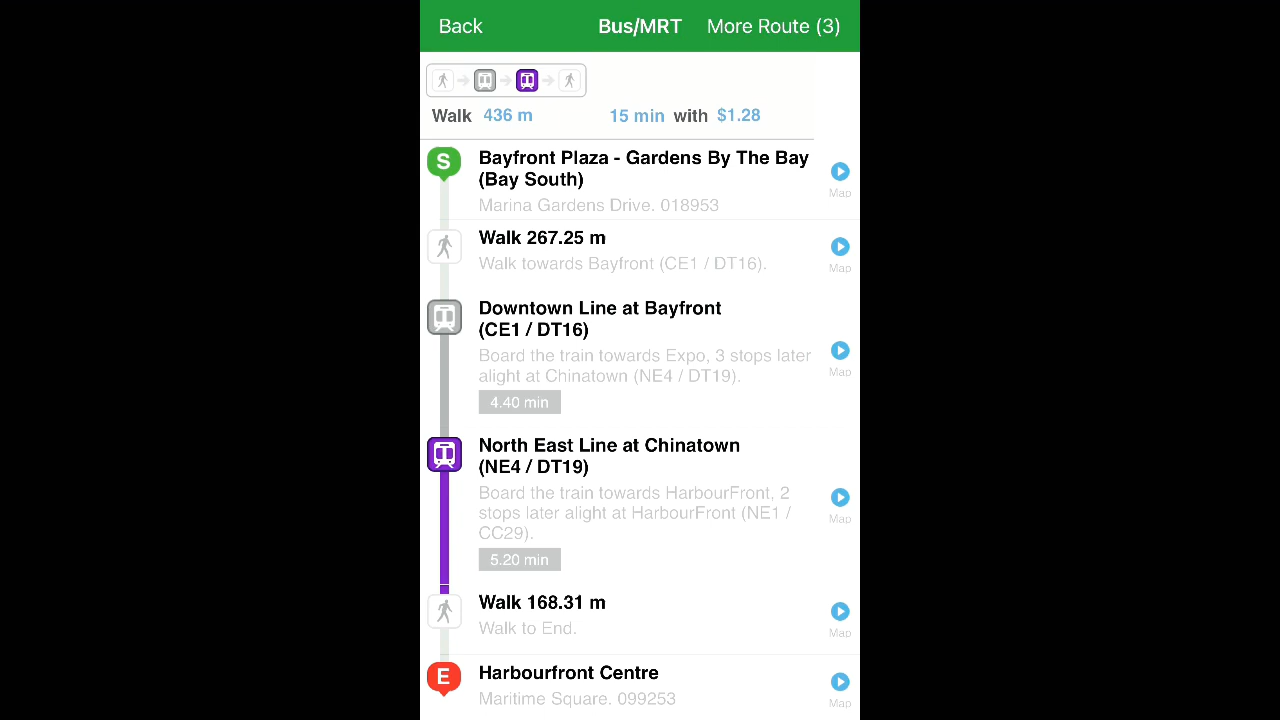 Back Bus/MRT More Route (3)
Walk 436 m 15 min with $1.28
S
Bayfront Plaza - Gardens By The Bay
(Bay South)
Marina Gardens Drive. 018953
Map
Walk 267.25 m
Walk towards Bayfront (CE1 / DT16).
Map
Downtown Line at Bayfront
(CE1 / DT16)
Board the train towards Expo, 3 stops later
alight at Chinatown (NE4 / DT19).
Map
4.40 min
North East Line at Chinatown
(NE4 / DT19)
Board the train towards HarbourFront, 2
stops later alight at HarbourFront (NE1 /
CC29).
Map
5.20 min
Walk 168.31 m
Walk to End.
Map
E
Harbourfront Centre
Maritime Square. 099253
Map